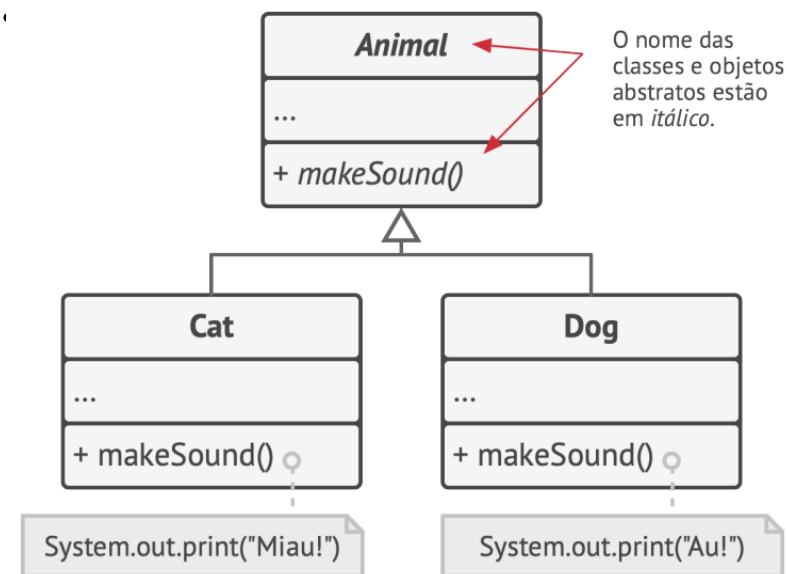 Animal
O nome das
classes e objetos
abstratos estão
em itálico.
...
+ makeSound()
Cat
Dog
...
...
+ makeSound()
+ makeSound()
System.out.print("Miau!")
System.out.print("Au!")